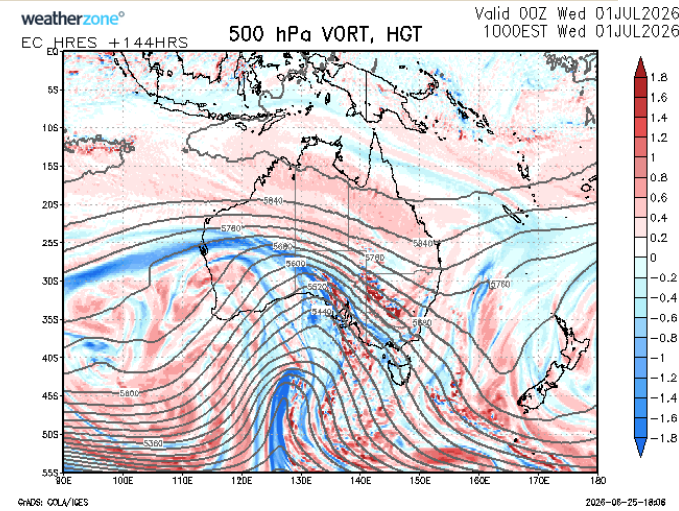 weatherzone°
EC HRES +144HRS
500 hPa VORT, HGT
Valid 00Z Wed 01JUL2026
1000EST Wed 01JUL2026
EQ
5S
10S
15S
20S
25S
30S
35S
40S
45S
50S
55S
90E
100E
110E
120E
130E
140E
150E
160E
170E
180
1.8
1.6
1.4
1.2
1
0.8
0.6
0.4
0.2
0
-0.2
-0.4
-0.6
-0.8
-1
-1.2
-1.4
-1.6
-1.8
5840
5760
5680
5600
5520
5440
5760
5840
5680
5760
5600
5360
GrADS: COLA/IGES
2026-06-25-18:06